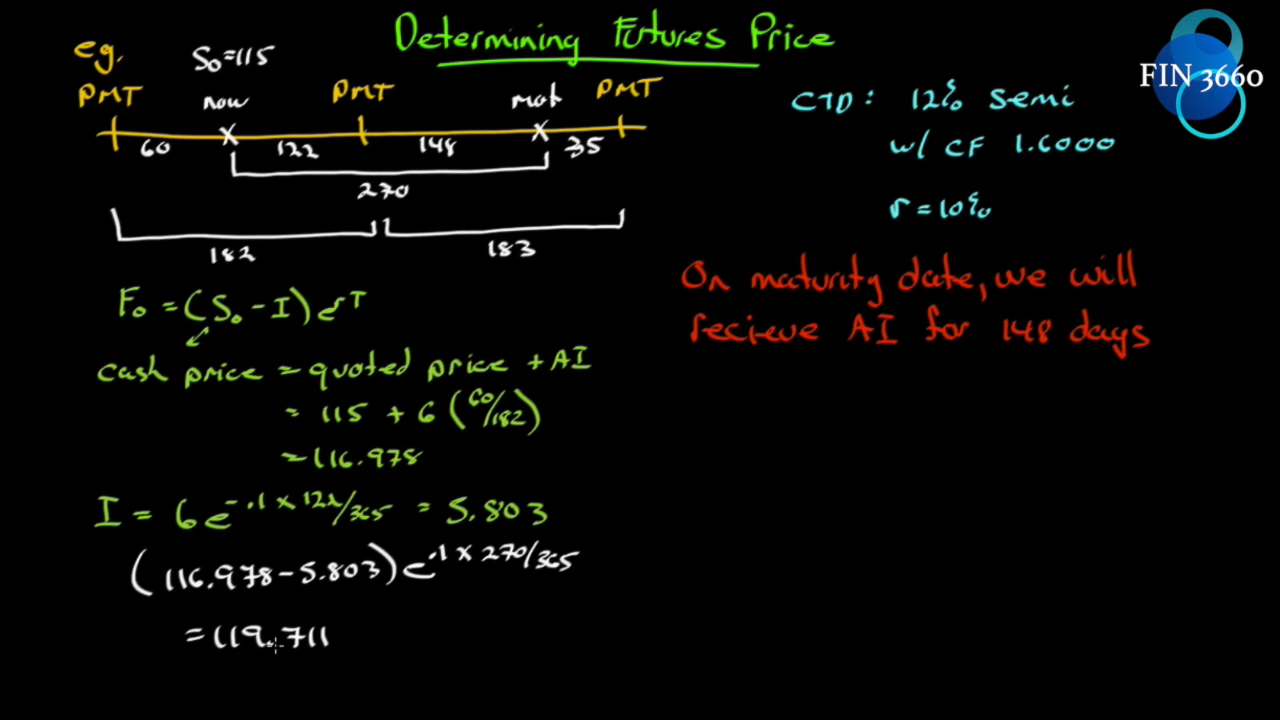 Determining Futures Price
FIN 3660
eg. S₀=115
PMT now PMT mat PMT
60 122 148 35
270
182 183
CTD: 12% semi
w/ CF 1.6000
r = 10%
On maturity date, we will
recieve AI for 148 days
F₀ = (S₀ - I) e^rT
cash price = quoted price + AI
= 115 + 6 (60/182)
= 116.978
I = 6e^-.1 × 122/365 = 5.803
(116.978 - 5.803) e^.1 × 270/365
= 119.711